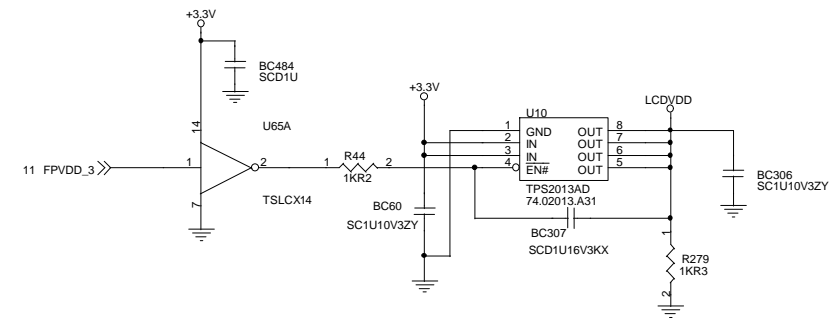 +3.3V
BC484
SCD1U
+3.3V
LCDVDD
U10
14
U65A
1 GND OUT 8
2 IN OUT 7
3 IN OUT 6
4 EN# OUT 5
11 FPVDD_3
1
2
1
R44
2
1KR2
TPS2013AD
74.02013.A31
BC306
SC1U10V3ZY
7
TSLCX14
BC60
SC1U10V3ZY
BC307
SCD1U16V3KX
1
R279
1KR3
2